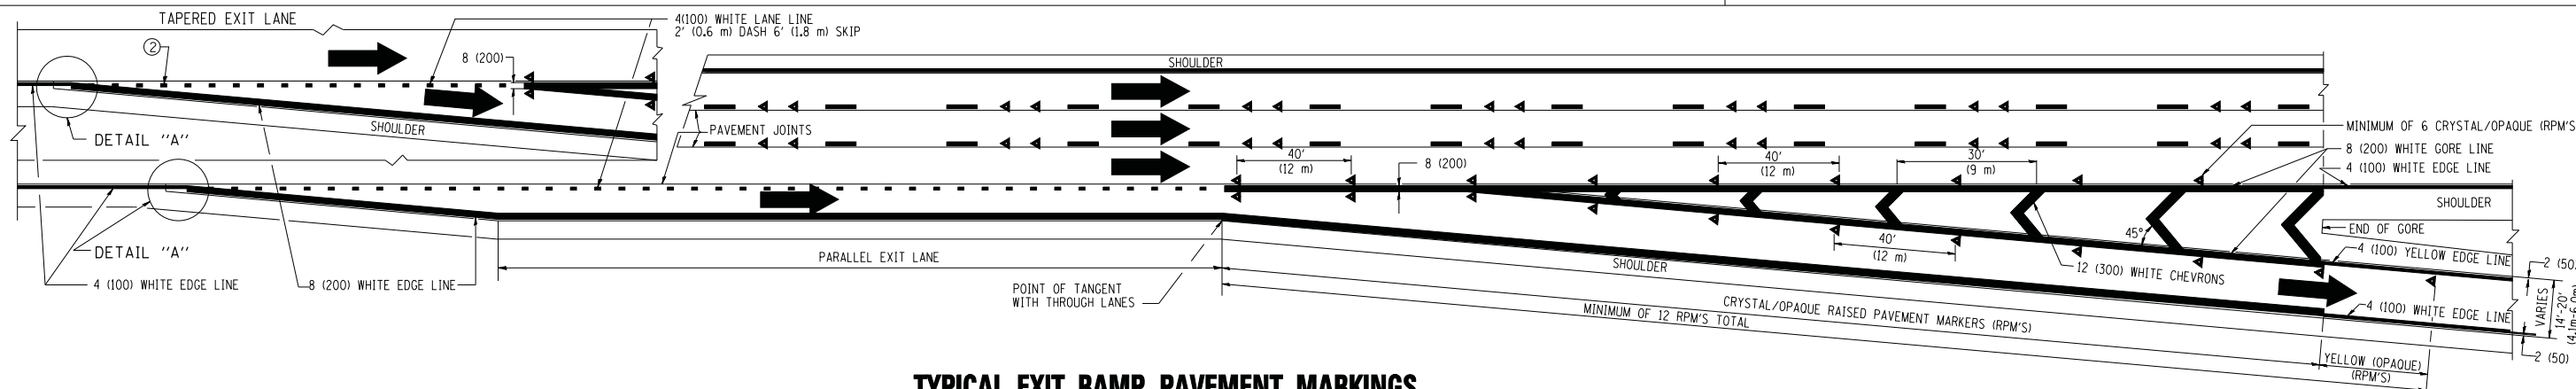 TAPERED EXIT LANE
4(100) WHITE LANE LINE
2' (0.6 m) DASH 6' (1.8 m) SKIP
2
8 (200)
SHOULDER
SHOULDER
DETAIL "A"
PAVEMENT JOINTS
MINIMUM OF 6 CRYSTAL/OPAQUE (RPM'S
8 (200) WHITE GORE LINE
4 (100) WHITE EDGE LINE
40'
(12 m)
8 (200)
40'
(12 m)
30'
(9 m)
SHOULDER
END OF GORE
45°
40'
(12 m)
DETAIL "A"
4 (100) WHITE EDGE LINE
8 (200) WHITE EDGE LINE
PARALLEL EXIT LANE
POINT OF TANGENT
WITH THROUGH LANES
SHOULDER
12 (300) WHITE CHEVRONS
4 (100) YELLOW EDGE LINE
2 (50)
CRYSTAL/OPAQUE RAISED PAVEMENT MARKERS (RPM'S)
MINIMUM OF 12 RPM'S TOTAL
4 (100) WHITE EDGE LINE
VARIES
14'-20'
(4.1m-6.0m)
2 (50)
YELLOW (OPAQUE)
(RPM'S)
TYPICAL EXIT RAMP PAVEMENT MARKINGS